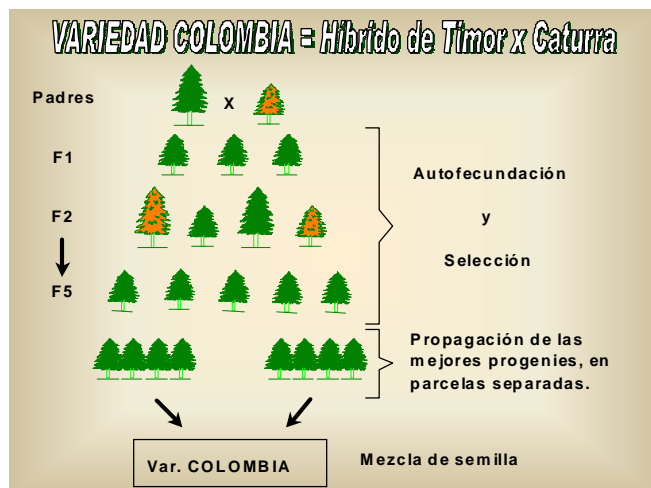 VARIEDAD COLOMBIA = Híbrido de Timor x Caturra
Padres
X
F1
Autofecundación
F2
y
Selección
F5
Propagación de las
mejores progenies, en
parcelas separadas.
Var. COLOMBIA
Mezcla de semilla